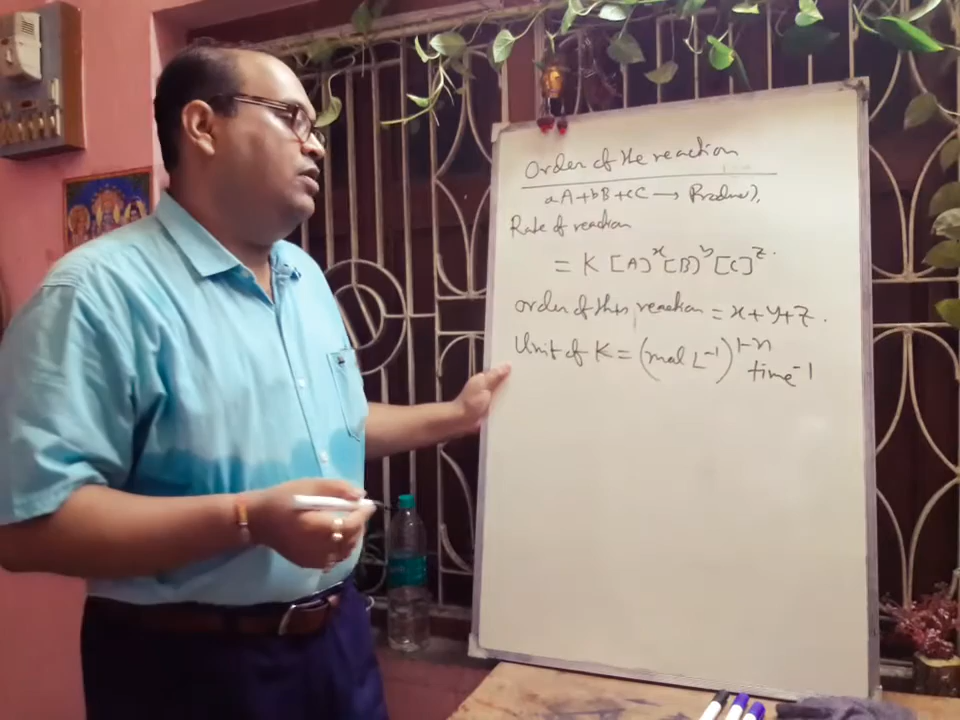 Order of the reaction
aA + bB + cC → Product),
Rate of reaction
= K [A]ˣ [B]ʸ [C]ᶻ.
order of this reaction = x+y+z.
Unit of K = (mol L⁻¹)¹⁻ⁿ time⁻¹